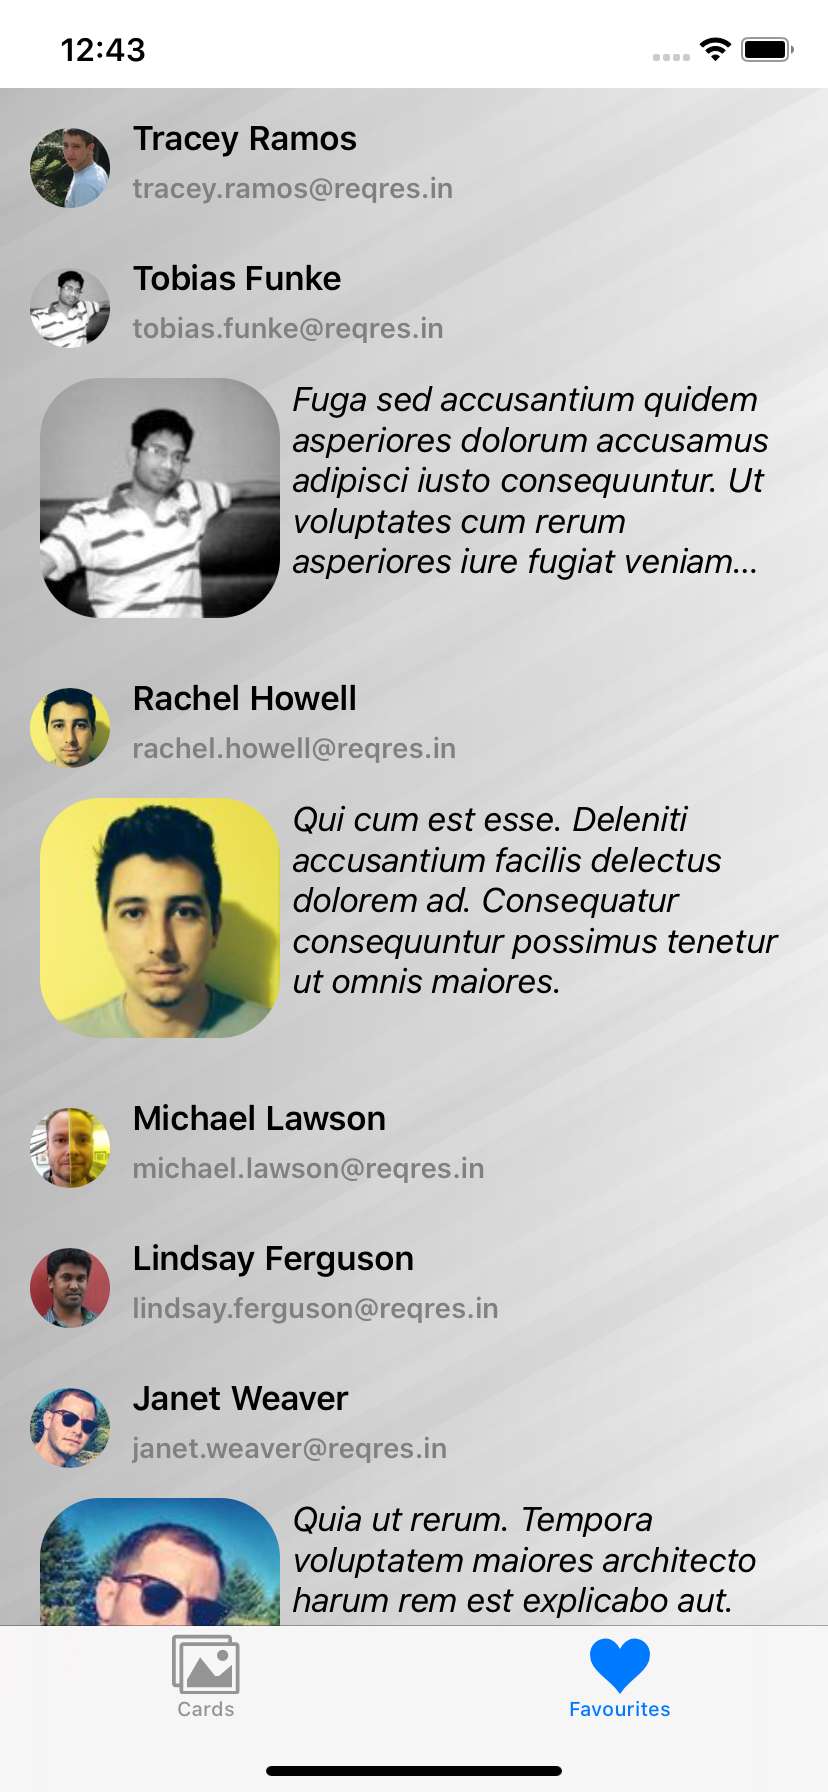 12:43
Tracey Ramos
tracey.ramos@reqres.in
Tobias Funke
tobias.funke@reqres.in
Fuga sed accusantium quidem
asperiores dolorum accusamus
adipisci iusto consequuntur. Ut
voluptates cum rerum
asperiores iure fugiat veniam...
Rachel Howell
rachel.howell@reqres.in
Qui cum est esse. Deleniti
accusantium facilis delectus
dolorem ad. Consequatur
consequuntur possimus tenetur
ut omnis maiores.
Michael Lawson
michael.lawson@reqres.in
Lindsay Ferguson
lindsay.ferguson@reqres.in
Janet Weaver
janet.weaver@reqres.in
Quia ut rerum. Tempora
voluptatem maiores architecto
harum rem est explicabo aut.
Cards
Favourites